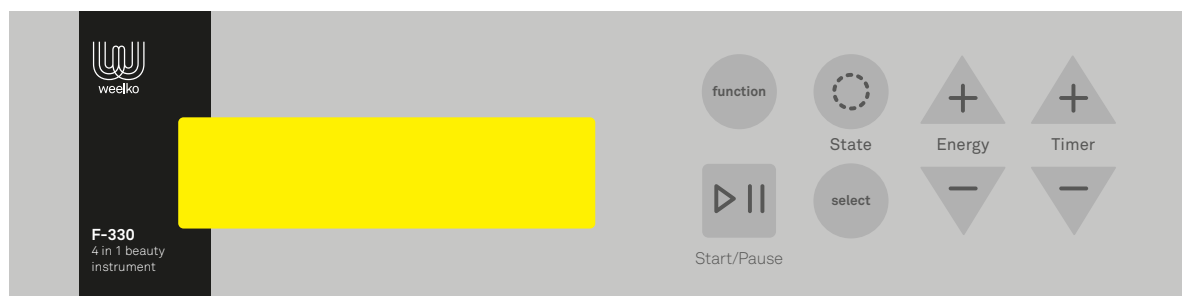 weelko
F-330
4 in 1 beauty
instrument
function
State
Energy
Timer
select
Start/Pause